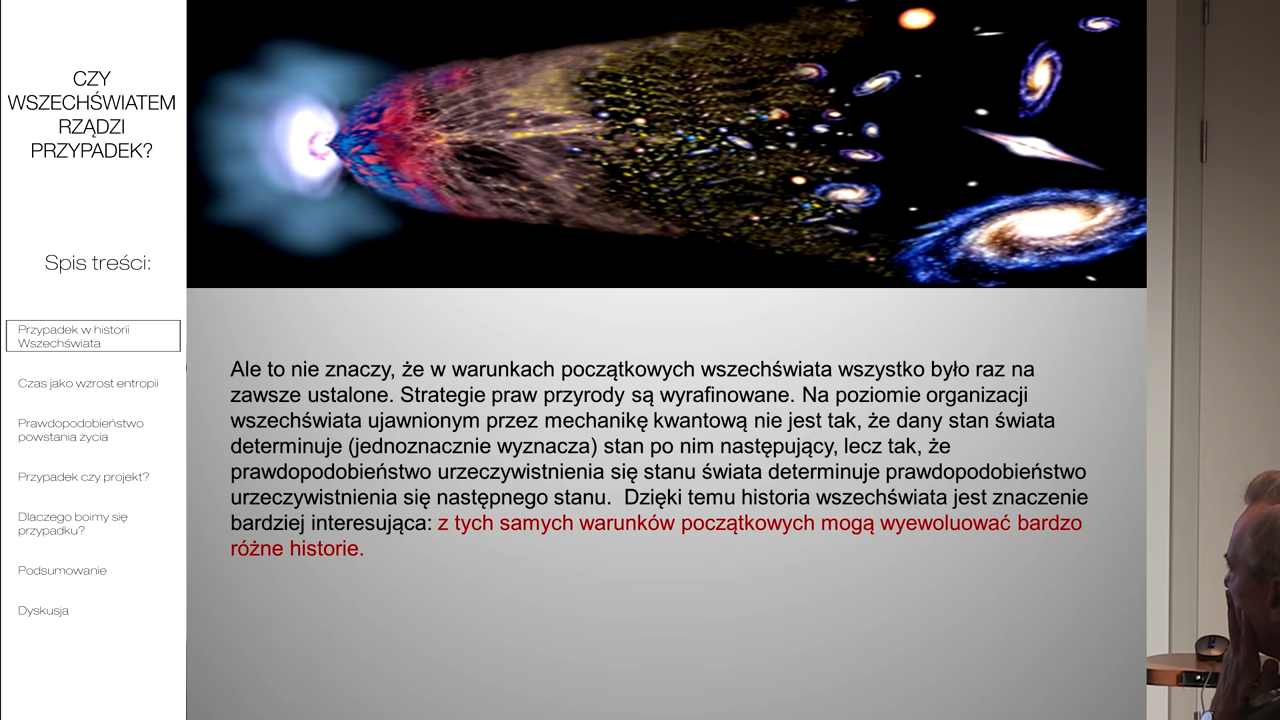 CZY
WSZECHŚWIATEM
RZĄDZI
PRZYPADEK?
Spis treści:
Przypadek w historii
Wszechświata
Czas jako wzrost entropii
Prawdopodobieństwo
powstania życia
Przypadek czy projekt?
Dlaczego boimy się
przypadku?
Podsumowanie
Dyskusja
Ale to nie znaczy, że w warunkach początkowych wszechświata wszystko było raz na
zawsze ustalone. Strategie praw przyrody są wyrafinowane. Na poziomie organizacji
wszechświata ujawnionym przez mechanikę kwantową nie jest tak, że dany stan świata
determinuje (jednoznacznie wyznacza) stan po nim następujący, lecz tak, że
prawdopodobieństwo urzeczywistnienia się stanu świata determinuje prawdopodobieństwo
urzeczywistnienia się następnego stanu.  Dzięki temu historia wszechświata jest znaczenie
bardziej interesująca: z tych samych warunków początkowych mogą wyewoluować bardzo
różne historie.